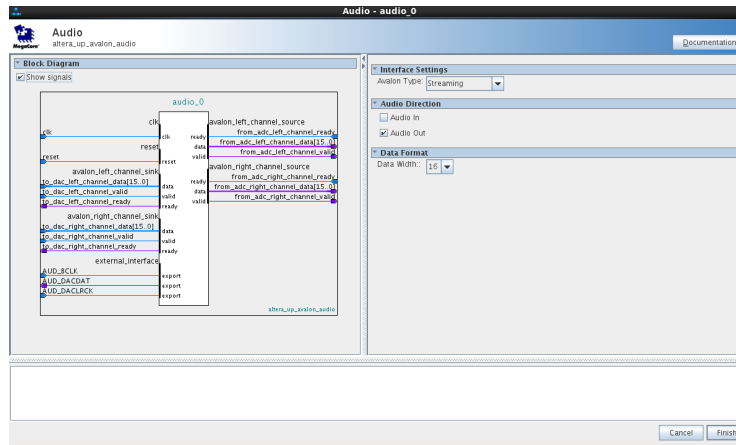 Audio - audio_0
MegaCore'
Audio
altera_up_avalon_audio
Documentation
Block Diagram
Show signals
audio_0
clk
clk
clk
reset
reset
reset
avalon_left_channel_sink
to_dac_left_channel_data[15..0]
data
to_dac_left_channel_valid
valid
to_dac_left_channel_ready
ready
avalon_right_channel_sink
to_dac_right_channel_data[15..0]
data
to_dac_right_channel_valid
valid
to_dac_right_channel_ready
ready
external_interface
AUD_BCLK
export
AUD_DACDAT
export
AUD_DACLRCK
export
avalon_left_channel_source
ready
from_adc_left_channel_ready
data
from_adc_left_channel_data[15..0]
valid
from_adc_left_channel_valid
avalon_right_channel_source
ready
from_adc_right_channel_ready
data
from_adc_right_channel_data[15..0]
valid
from_adc_right_channel_valid
altera_up_avalon_audio
Interface Settings
Avalon Type: Streaming
Audio Direction
Audio In
Audio Out
Data Format
Data Width:: 16
Cancel Finish